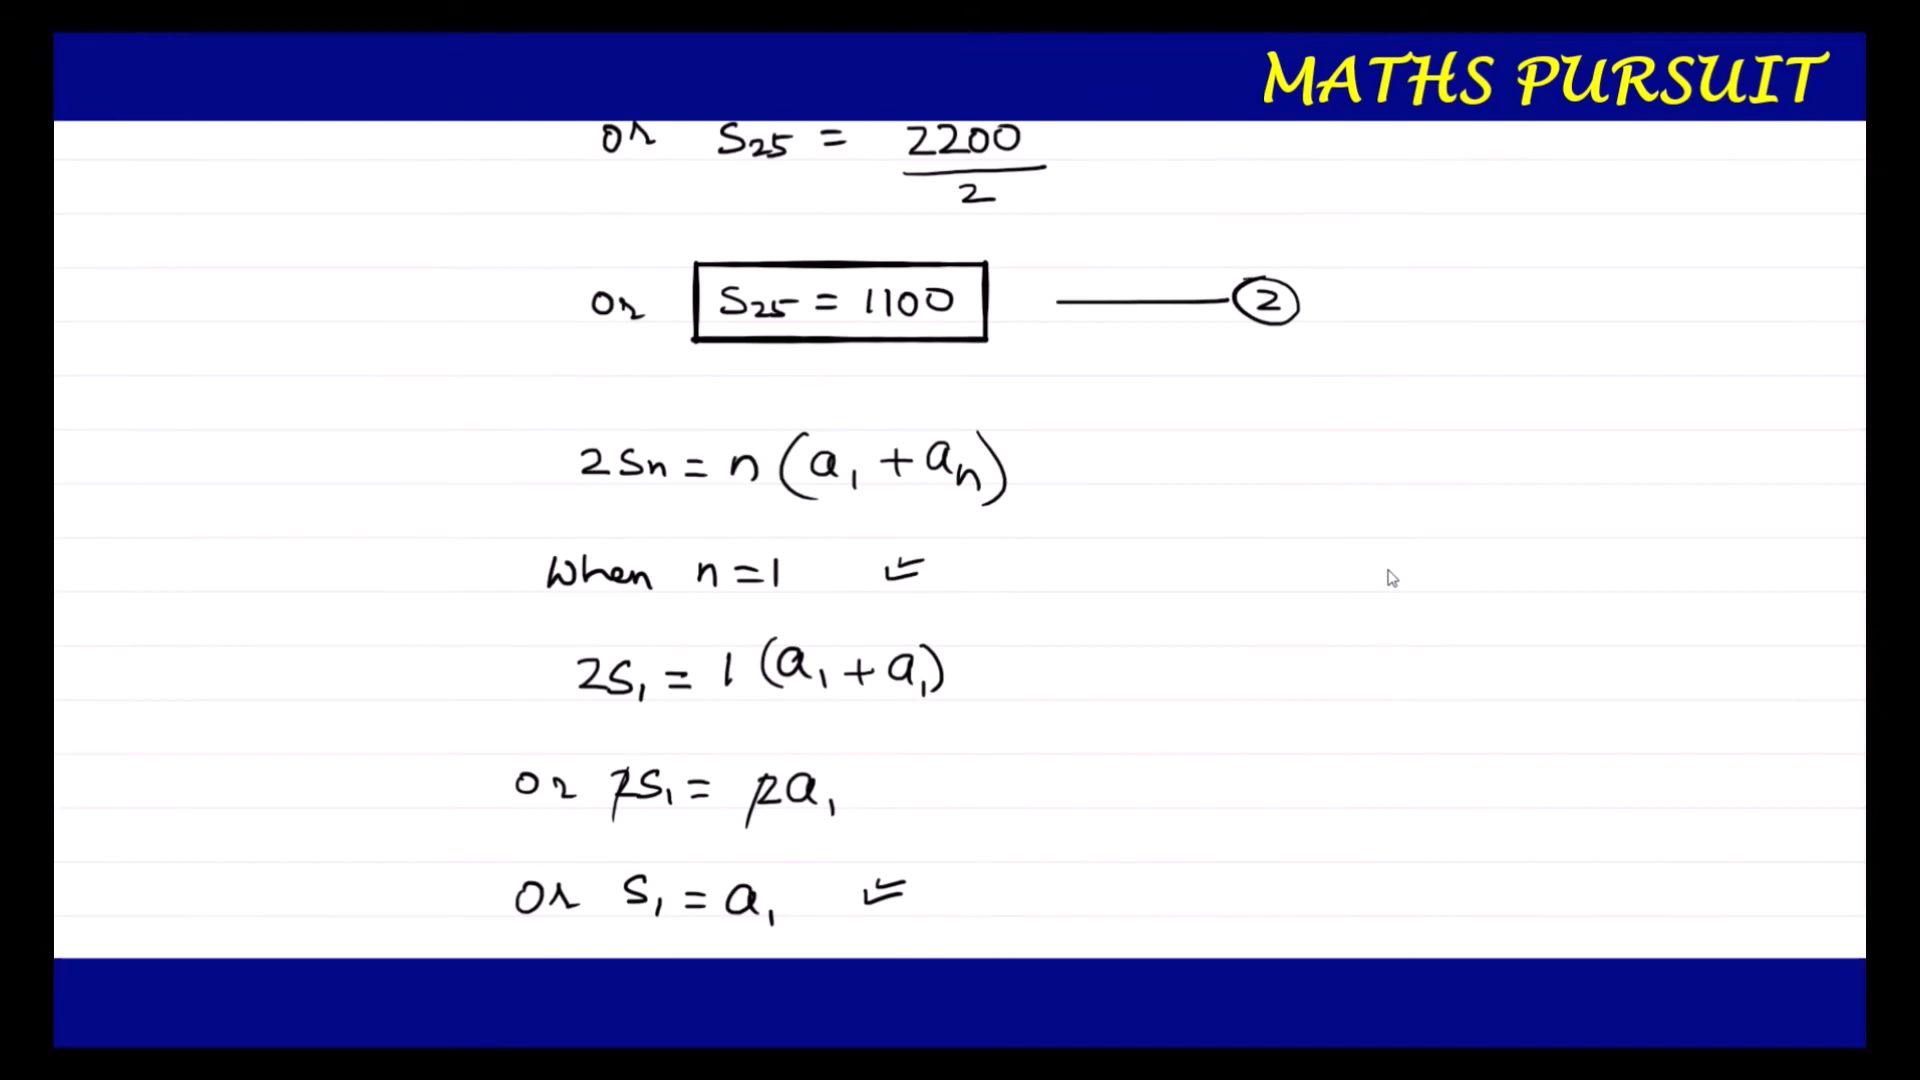 MATHS PURSUIT
or S₂₅ = 2200/2
or S₂₅ = 1100 ——— ②
2Sn = n (a₁ + aₙ)
When n = 1
2S₁ = 1 (a₁ + a₁)
or 2S₁ = 2a₁
or S₁ = a₁